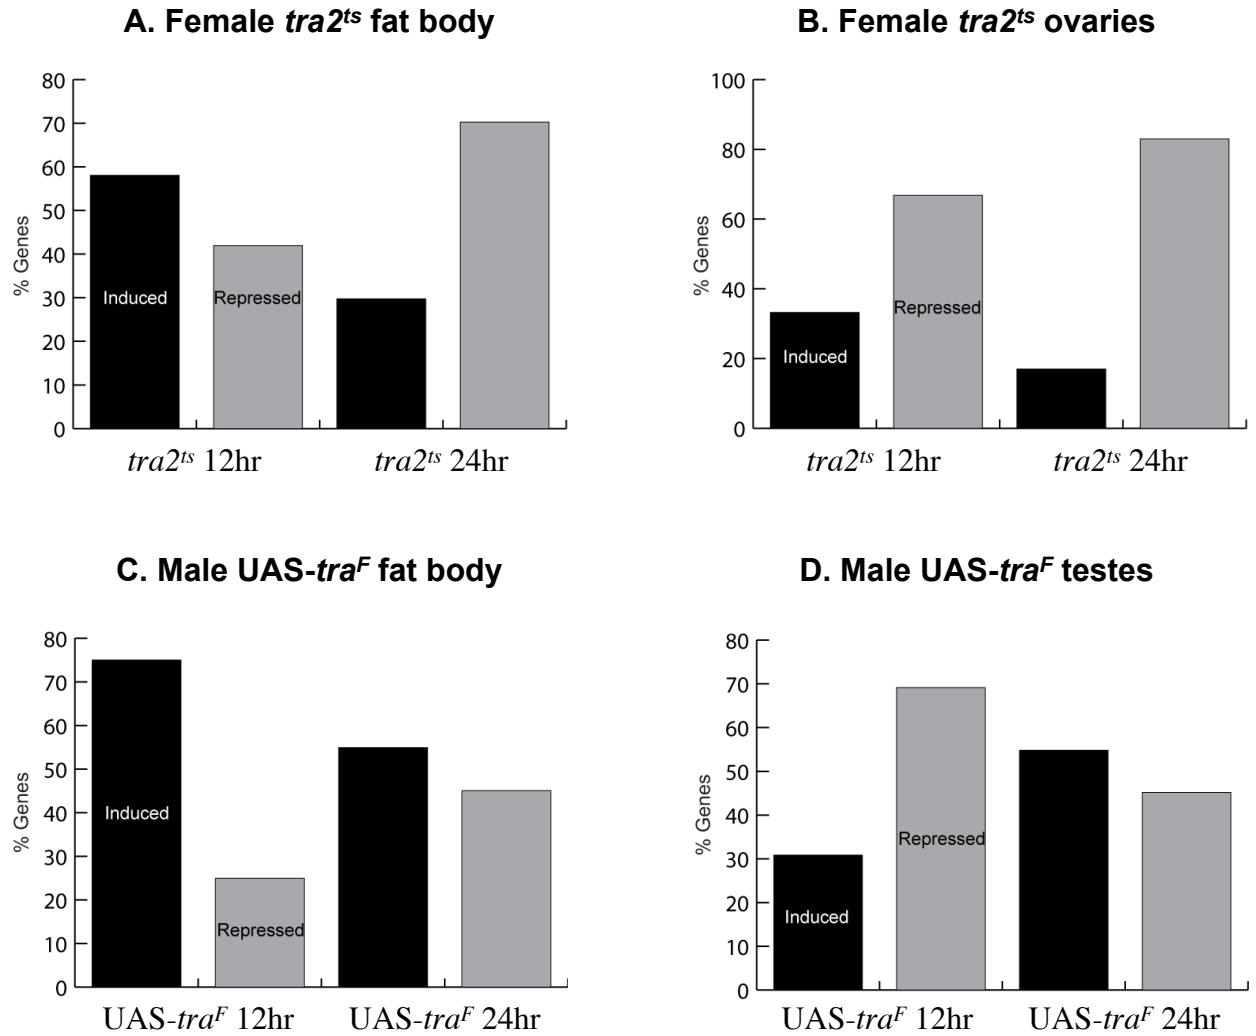 A. Female tra2ts fat body
80
70
60
50
40
30
20
10
0
% Genes
Induced
Repressed
tra2ts 12hr
tra2ts 24hr
B. Female tra2ts ovaries
100
80
60
40
20
0
% Genes
Induced
Repressed
tra2ts 12hr
tra2ts 24hr
C. Male UAS-traF fat body
80
70
60
50
40
30
20
10
0
% Genes
Induced
Repressed
UAS-traF 12hr
UAS-traF 24hr
D. Male UAS-traF testes
80
70
60
50
40
30
20
10
0
% Genes
Induced
Repressed
UAS-traF 12hr
UAS-traF 24hr